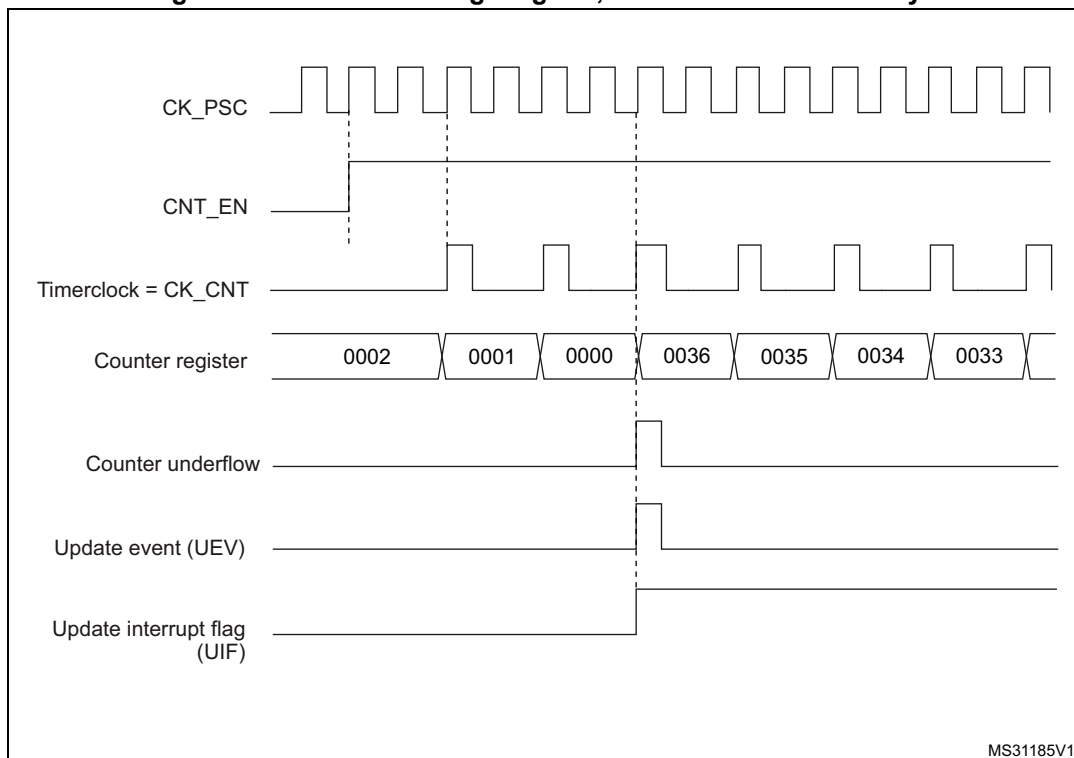 CK_PSC
CNT_EN
Timerclock = CK_CNT
Counter register
0002 0001 0000 0036 0035 0034 0033
Counter underflow
Update event (UEV)
Update interrupt flag
(UIF)
MS31185V1